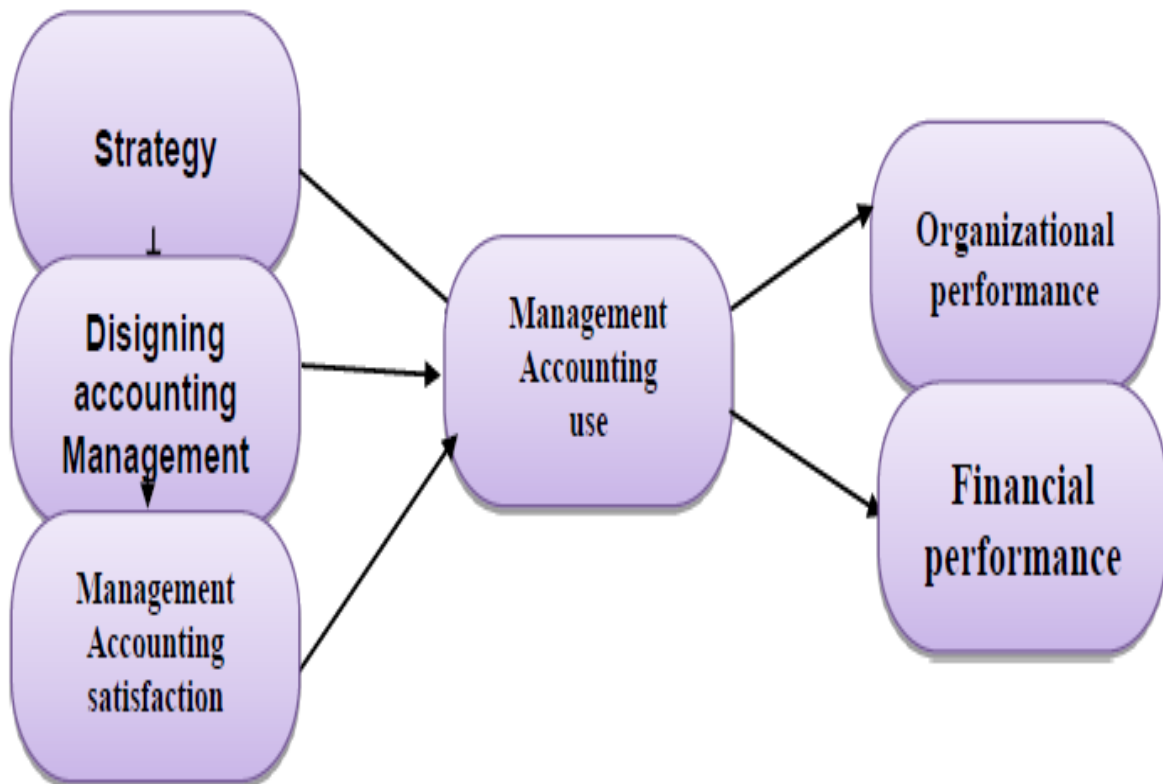 Strategy
Disigning
accounting
Management
Management
Accounting
satisfaction
Management
Accounting
use
Organizational
performance
Financial
performance